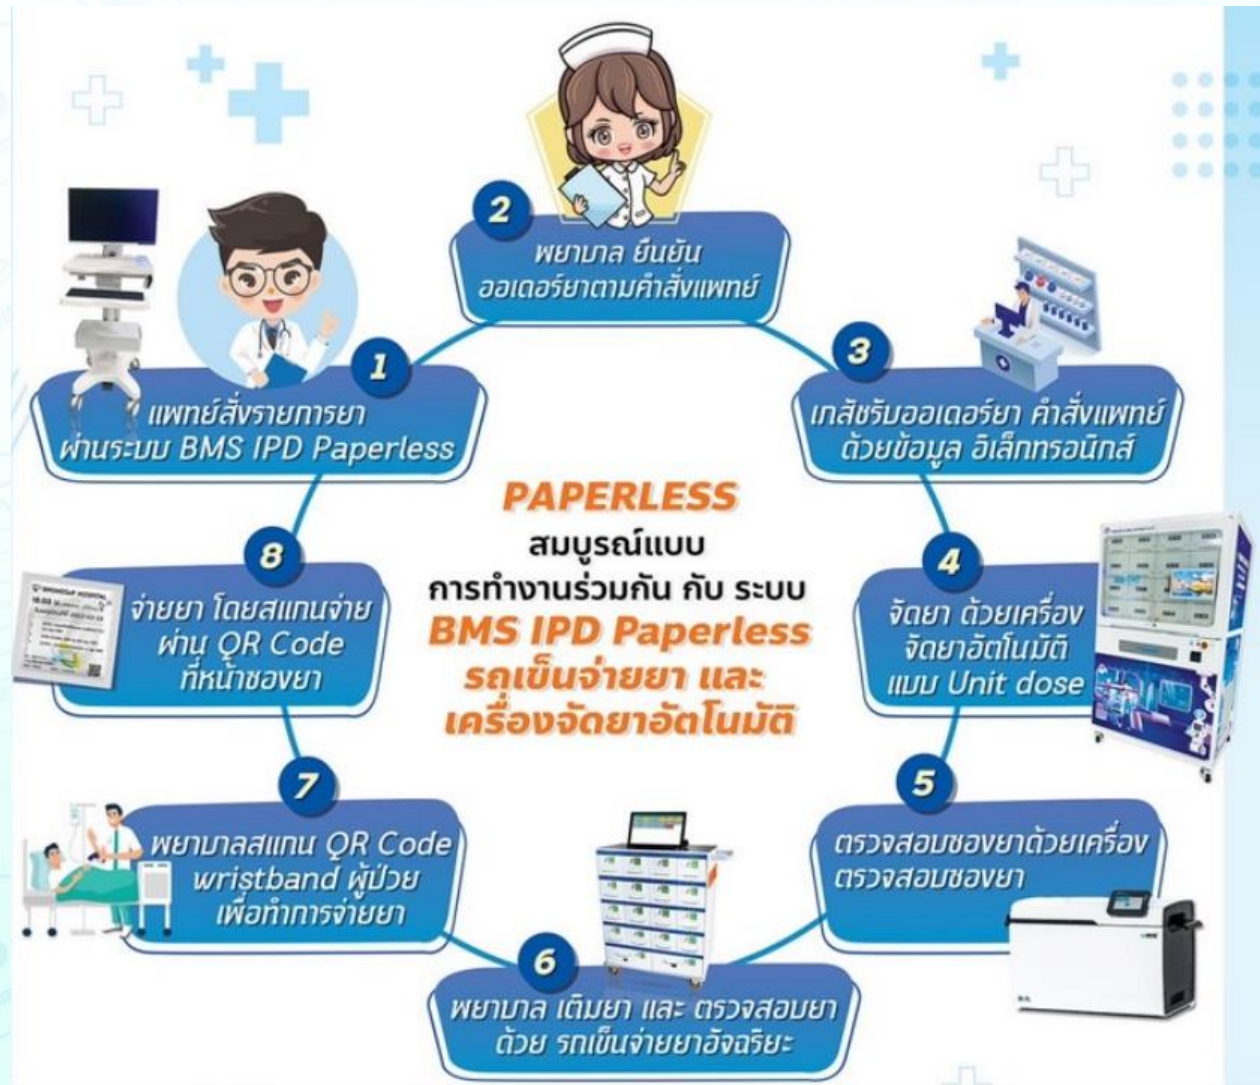 2
พยาบาล ยืนยัน
ออเดอร์ยาตามคำสั่งแพทย์
1
แพทย์สั่งรายการยา
ผ่านระบบ BMS IPD Paperless
3
เภสัชรับออเดอร์ยา คำสั่งแพทย์
ด้วยข้อมูล อิเล็กทรอนิกส์
PAPERLESS
สมบูรณ์แบบ
การทำงานร่วมกัน กับ ระบบ
BMS IPD Paperless
รถเข็นจ่ายยา และ
เครื่องจัดยาอัตโนมัติ
8
จ่ายยา โดยสแกนจ่าย
ผ่าน QR Code
ที่หน้าซองยา
4
จัดยา ด้วยเครื่อง
จัดยาอัตโนมัติ
แบบ Unit dose
7
พยาบาลสแกน QR Code
wristband ผู้ป่วย
เพื่อทำการจ่ายยา
5
ตรวจสอบซองยาด้วยเครื่อง
ตรวจสอบซองยา
6
พยาบาล เติมยา และ ตรวจสอบยา
ด้วย รถเข็นจ่ายยาอัจฉริยะ